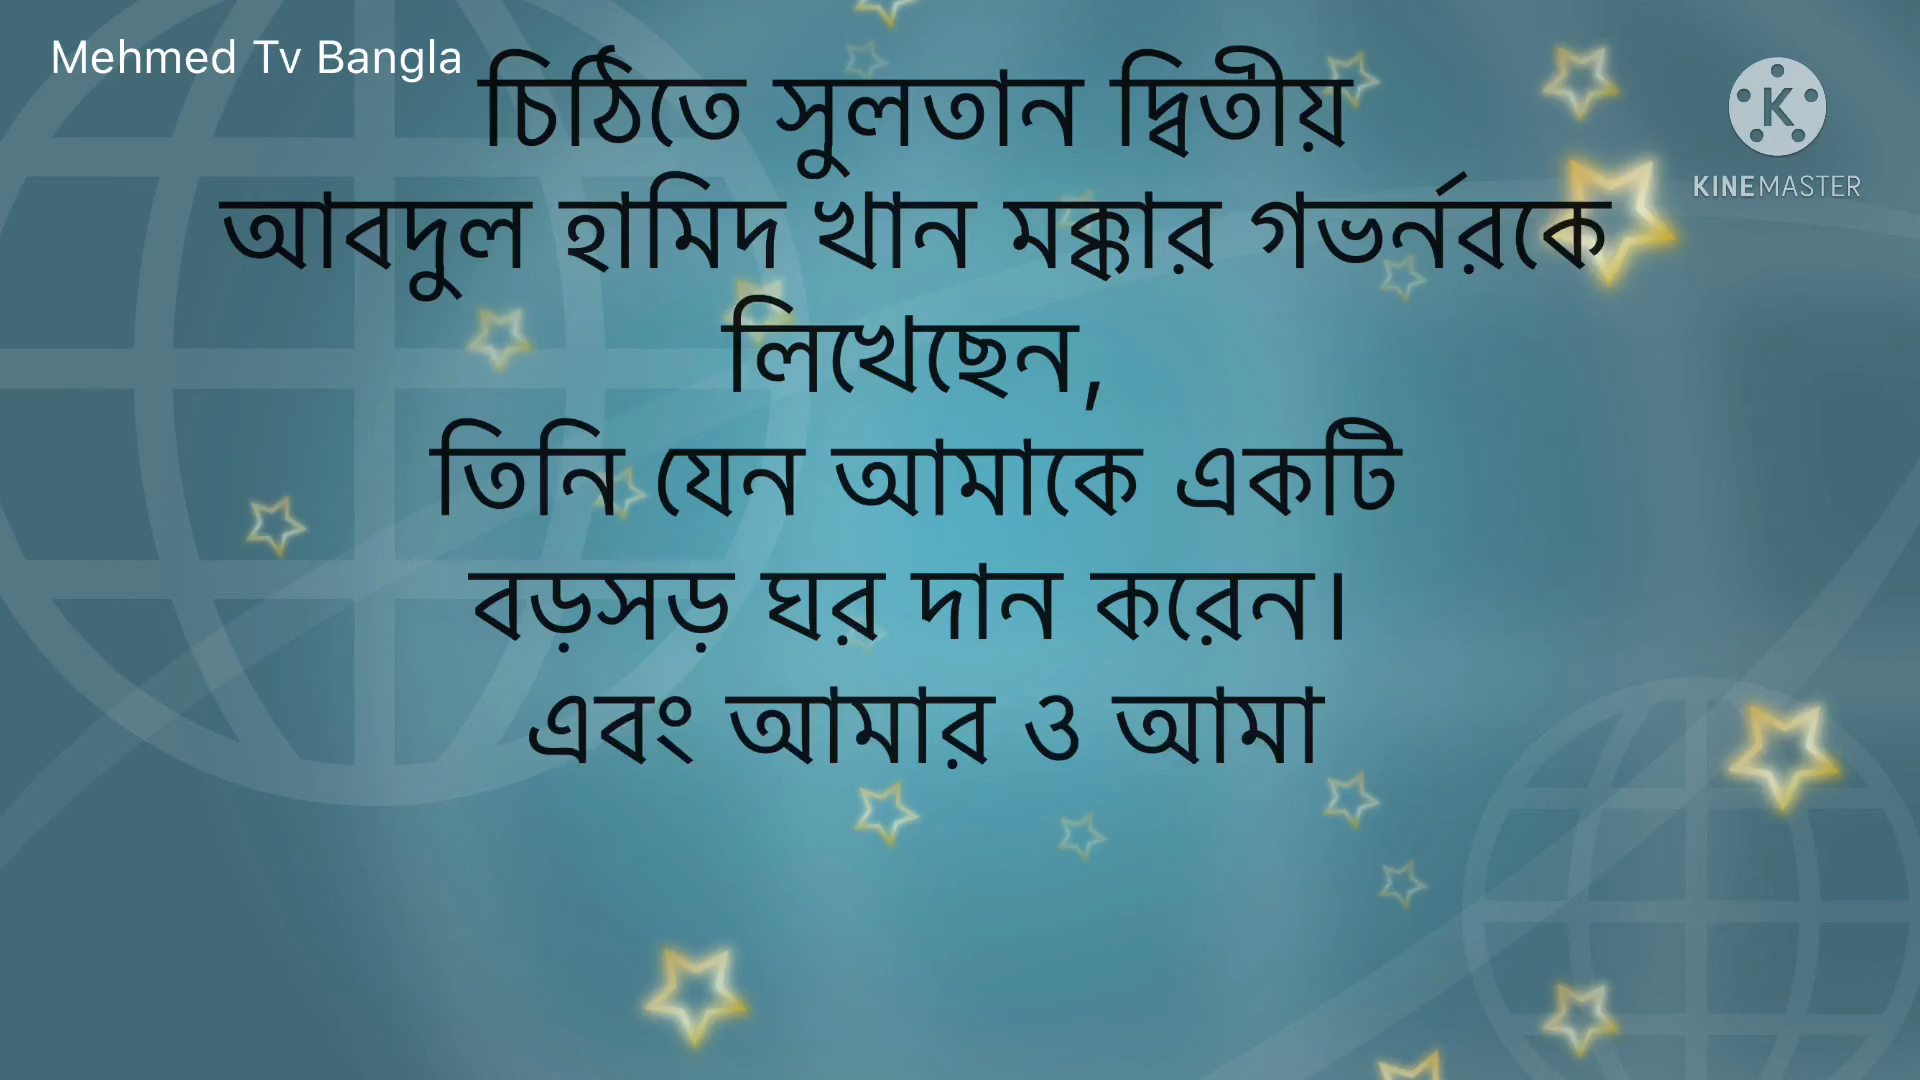 Mehmed Tv Bangla
চিঠিতে সুলতান দ্বিতীয়
আবদুল হামিদ খান মক্কার গভর্নরকে
লিখেছেন,
তিনি যেন আমাকে একটি
বড়সড় ঘর দান করেন।
এবং আমার ও আমা
K
KINEMASTER